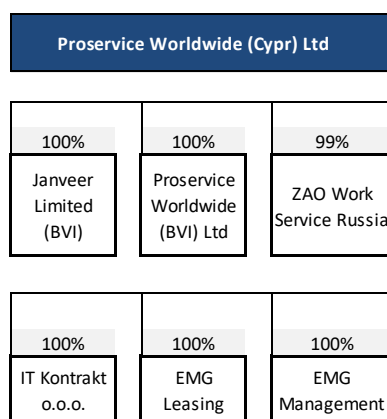 Proservice Worldwide (Cypr) Ltd
100% 100% 99%
Janveer Limited (BVI)
Proservice Worldwide (BVI) Ltd
ZAO Work Service Russia
100% 100% 100%
IT Kontrakt o.o.o.
EMG Leasing
EMG Management